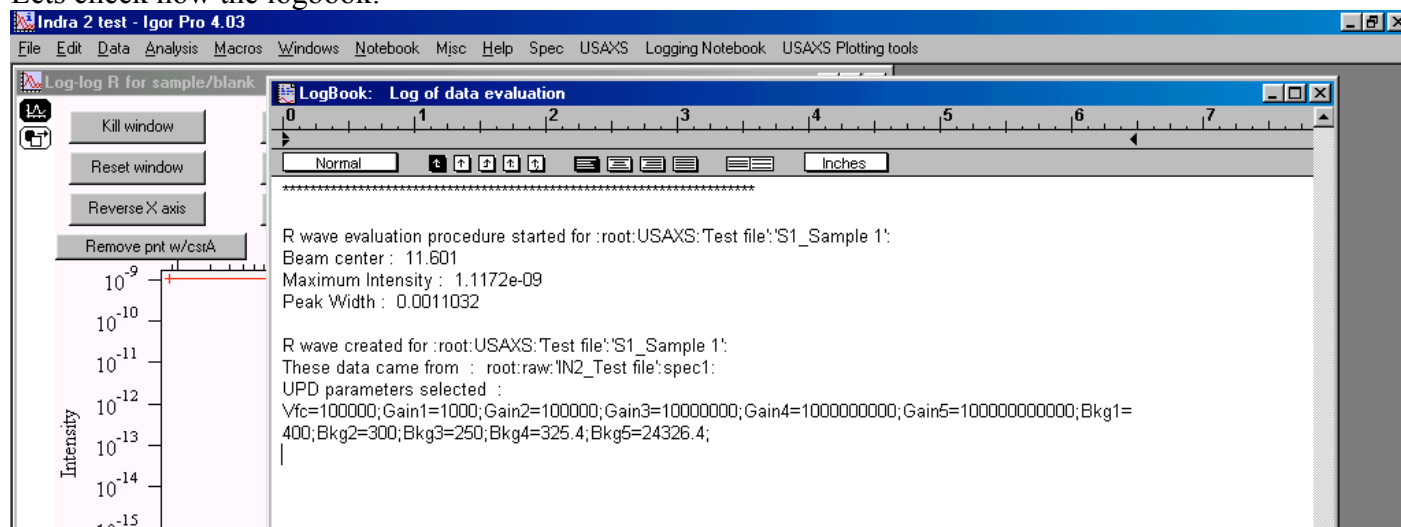 Lets check now the logbook:
Indra 2 test - Igor Pro 4.03
File Edit Data Analysis Macros Windows Notebook Misc Help Spec USAXS Logging Notebook USAXS Plotting tools
Log-log R for sample/blank
LogBook: Log of data evaluation
0 1 2 3 4 5 6 7
Kill window
Normal
Inches
Reset window
Reverse X axis
Remove pnt w/csrA
***********************************************************************
R wave evaluation procedure started for :root:USAXS:'Test file':'S1_Sample 1':
Beam center : 11.601
Maximum Intensity : 1.1172e-09
Peak Width : 0.0011032
R wave created for :root:USAXS:'Test file':'S1_Sample 1':
These data came from : root:raw:'IN2_Test file':spec1:
UPD parameters selected :
Vfc=100000;Gain1=1000;Gain2=100000;Gain3=10000000;Gain4=1000000000;Gain5=100000000000;Bkg1=
400;Bkg2=300;Bkg3=250;Bkg4=325.4;Bkg5=24326.4;
10^-9
10^-10
10^-11
10^-12
10^-13
10^-14
10^-15
Intensity